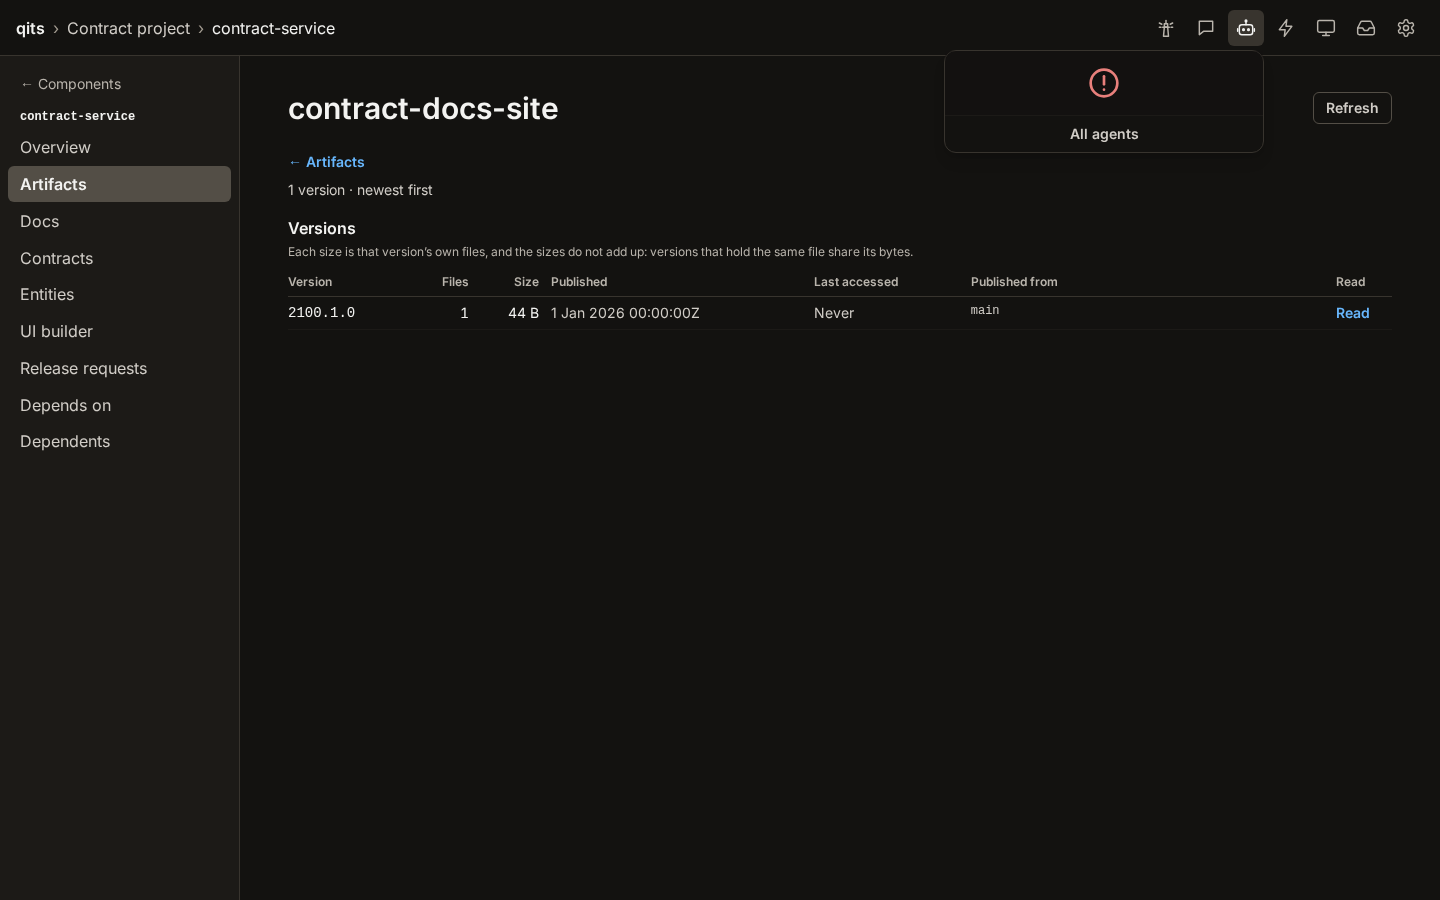 qits › Contract project › contract-service
← Components
contract-service
Overview
Artifacts
Docs
Contracts
Entities
UI builder
Release requests
Depends on
Dependents
contract-docs-site
Refresh
All agents
← Artifacts
1 version · newest first
Versions
Each size is that version’s own files, and the sizes do not add up: versions that hold the same file share its bytes.
Version Files Size Published Last accessed Published from Read
2100.1.0 1 44 B 1 Jan 2026 00:00:00Z Never main Read